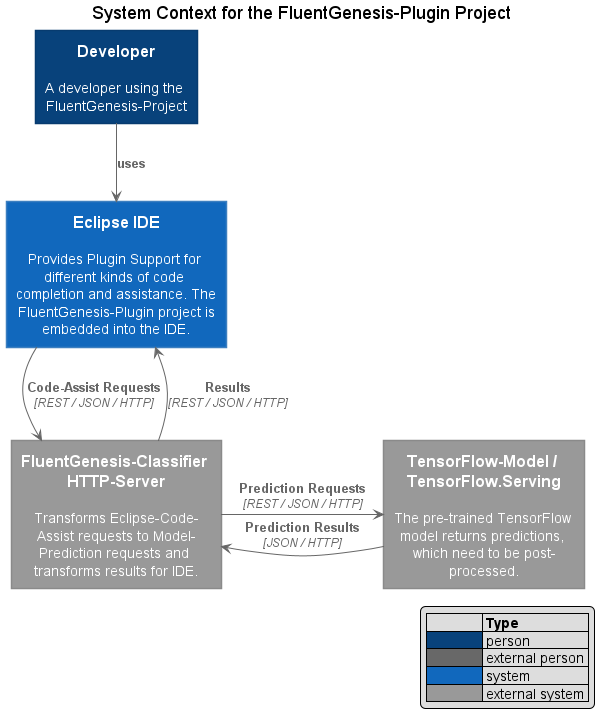 System Context for the FluentGenesis-Plugin Project
Developer
A developer using the
FluentGenesis-Project
uses
Eclipse IDE
Provides Plugin Support for
different kinds of code
completion and assistance. The
FluentGenesis-Plugin project is
embedded into the IDE.
Code-Assist Requests
[REST / JSON / HTTP]
Results
[REST / JSON / HTTP]
FluentGenesis-Classifier
HTTP-Server
Transforms Eclipse-Code-
Assist requests to Model-
Prediction requests and
transforms results for IDE.
Prediction Requests
[REST / JSON / HTTP]
Prediction Results
[JSON / HTTP]
TensorFlow-Model /
TensorFlow.Serving
The pre-trained TensorFlow
model returns predictions,
which need to be post-
processed.
Type
person
external person
system
external system